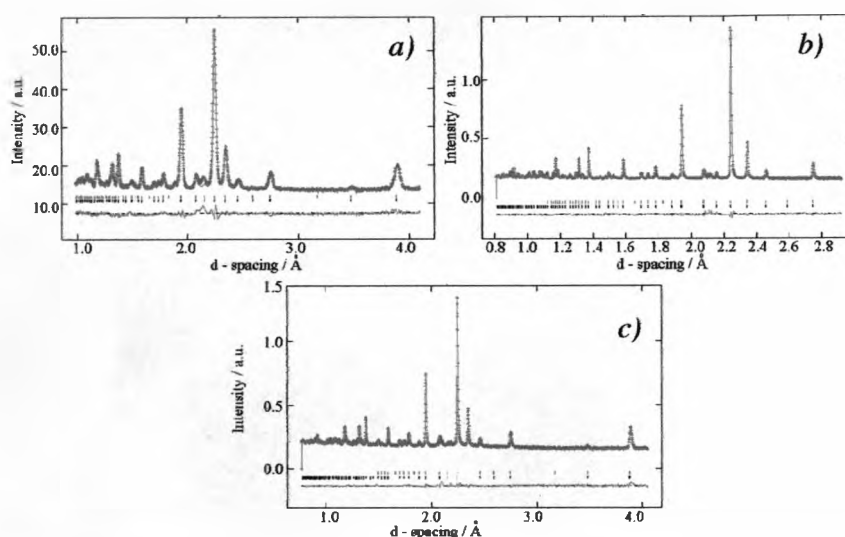 a)
50.0
40.0
30.0
20.0
10.0
Intensity / a.u.
1.0 2.0 3.0 4.0
d - spacing / Å
b)
1.0
0.5
0.0
Intensity / a.u.
0.8 1.0 1.2 1.4 1.6 1.8 2.0 2.2 2.4 2.6 2.8
d - spacing / Å
c)
1.5
1.0
0.5
0.0
Intensity / a.u.
1.0 2.0 3.0 4.0
d - spacing / Å